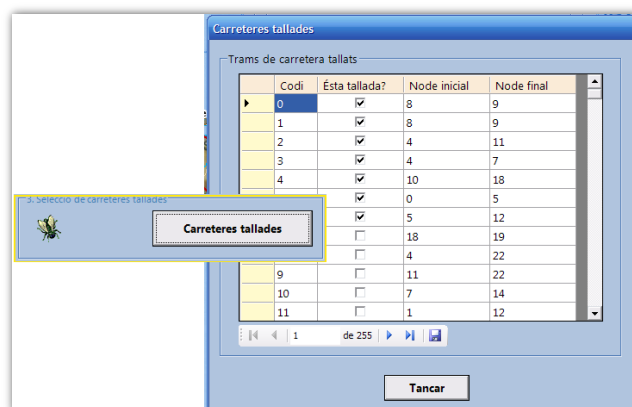 Carreteres tallades
Trams de carretera tallats
Codi Ésta tallada? Node inicial Node final
0 8 9
1 8 9
2 4 11
3 4 7
4 10 18
0 5
3. Selecció de carreteres tallades
5 12
Carreteres tallades
18 19
4 22
9 11 22
10 7 14
11 1 12
1 de 255
Tancar